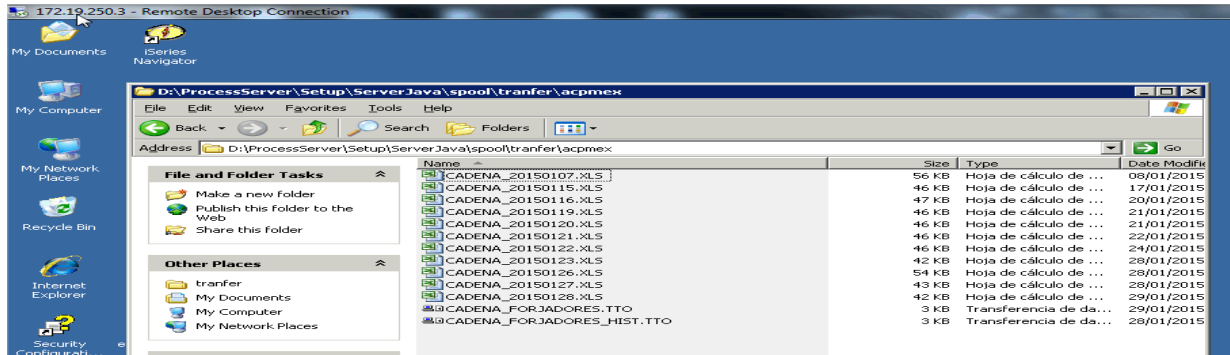 172.19.250.3 - Remote Desktop Connection
My Documents
iSeries
Navigator
My Computer
My Network
Places
Recycle Bin
Internet
Explorer
Security
Configurati...
D:\ProcessServer\Setup\ServerJava\spool\tranfer\acpmex
File Edit View Favorites Tools Help
Back Search Folders
Address D:\ProcessServer\Setup\ServerJava\spool\tranfer\acpmex Go
File and Folder Tasks
Make a new folder
Publish this folder to the
Web
Share this folder
Other Places
tranfer
My Documents
My Computer
My Network Places
Name Size Type Date Modifie
CADENA_20150107.XLS 56 KB Hoja de cálculo de ... 08/01/2015
CADENA_20150115.XLS 46 KB Hoja de cálculo de ... 17/01/2015
CADENA_20150116.XLS 47 KB Hoja de cálculo de ... 20/01/2015
CADENA_20150119.XLS 46 KB Hoja de cálculo de ... 21/01/2015
CADENA_20150120.XLS 46 KB Hoja de cálculo de ... 21/01/2015
CADENA_20150121.XLS 46 KB Hoja de cálculo de ... 22/01/2015
CADENA_20150122.XLS 46 KB Hoja de cálculo de ... 24/01/2015
CADENA_20150123.XLS 42 KB Hoja de cálculo de ... 28/01/2015
CADENA_20150126.XLS 54 KB Hoja de cálculo de ... 28/01/2015
CADENA_20150127.XLS 43 KB Hoja de cálculo de ... 28/01/2015
CADENA_20150128.XLS 42 KB Hoja de cálculo de ... 29/01/2015
CADENA_FORJADORES.TTO 3 KB Transferencia de da... 29/01/2015
CADENA_FORJADORES_HIST.TTO 3 KB Transferencia de da... 28/01/2015